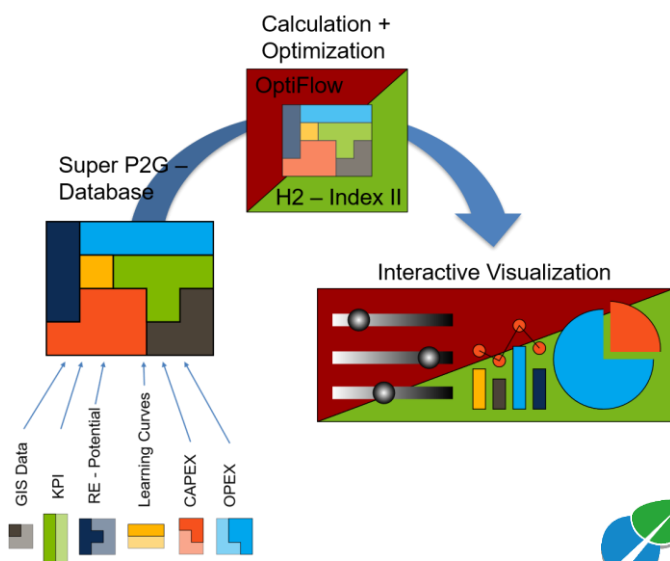 Calculation +
Optimization
OptiFlow
H2 – Index II
Super P2G –
Database
Interactive Visualization
GIS Data
KPI
RE - Potential
Learning Curves
CAPEX
OPEX